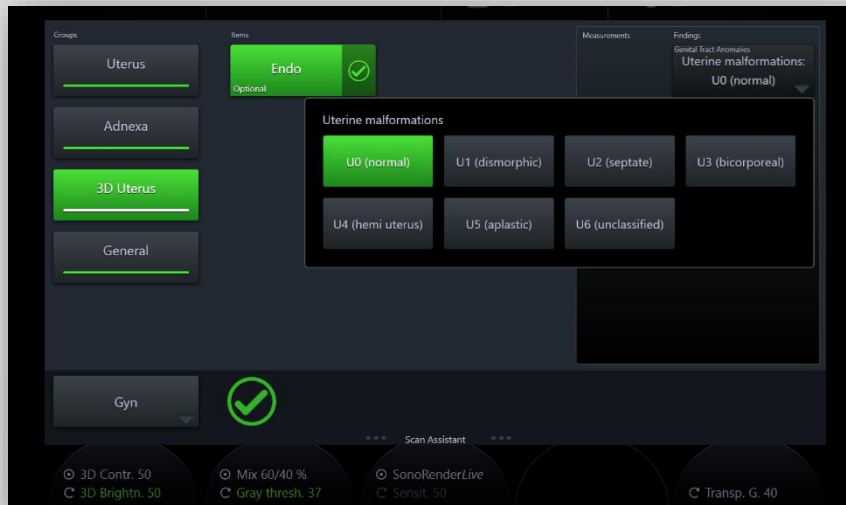 Groups
Items
Measurements
Findings
Uterus
Endo
Optional
Genital Tract Anomalies
Uterine malformations:
U0 (normal)
Adnexa
Uterine malformations
U0 (normal)
U1 (dismorphic)
U2 (septate)
U3 (bicorporeal)
3D Uterus
U4 (hemi uterus)
U5 (aplastic)
U6 (unclassified)
General
Gyn
Scan Assistant
3D Contr. 50
Mix 60/40 %
SonoRenderLive
3D Brightn. 50
Gray thresh. 37
Sensit. 50
Transp. G. 40